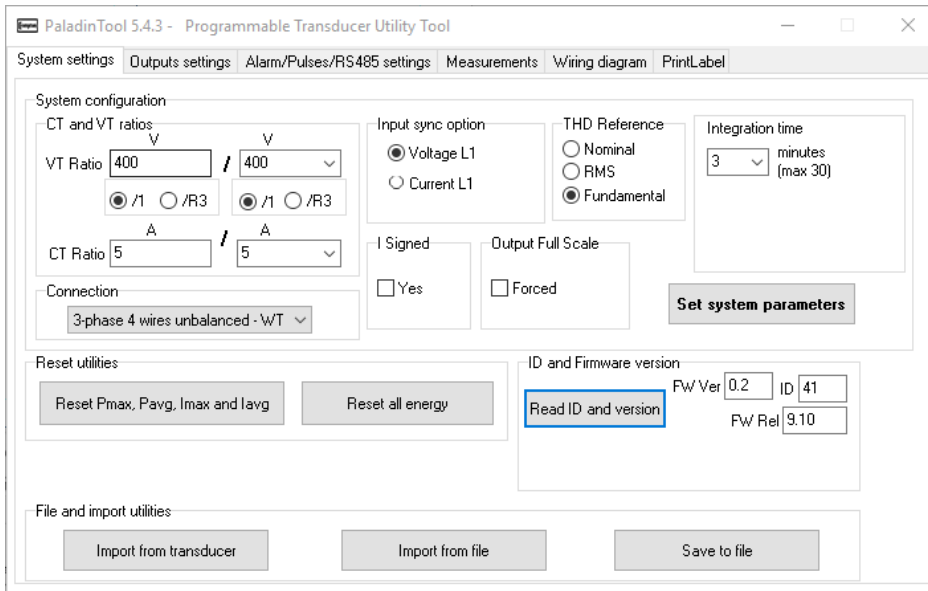 PaladinTool 5.4.3 -   Programmable Transducer Utility Tool
System settings Outputs settings Alarm/Pulses/RS485 settings Measurements Wiring diagram PrintLabel
System configuration
CT and VT ratios
V V
VT Ratio 400 / 400
/1 /R3 /1 /R3
A A
CT Ratio 5 / 5
Connection
3-phase 4 wires unbalanced - WT
Input sync option
Voltage L1
Current L1
THD Reference
Nominal
RMS
Fundamental
Integration time
3 minutes
(max 30)
I Signed
Yes
Output Full Scale
Forced
Set system parameters
Reset utilities
Reset Pmax, Pavg, Imax and Iavg Reset all energy
ID and Firmware version
Read ID and version FW Ver 0.2 ID 41
FW Rel 9.10
File and import utilities
Import from transducer Import from file Save to file